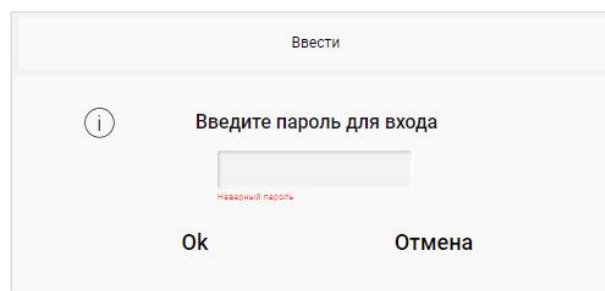 Ввести
Введите пароль для входа
Неверный пароль
Ok
Отмена